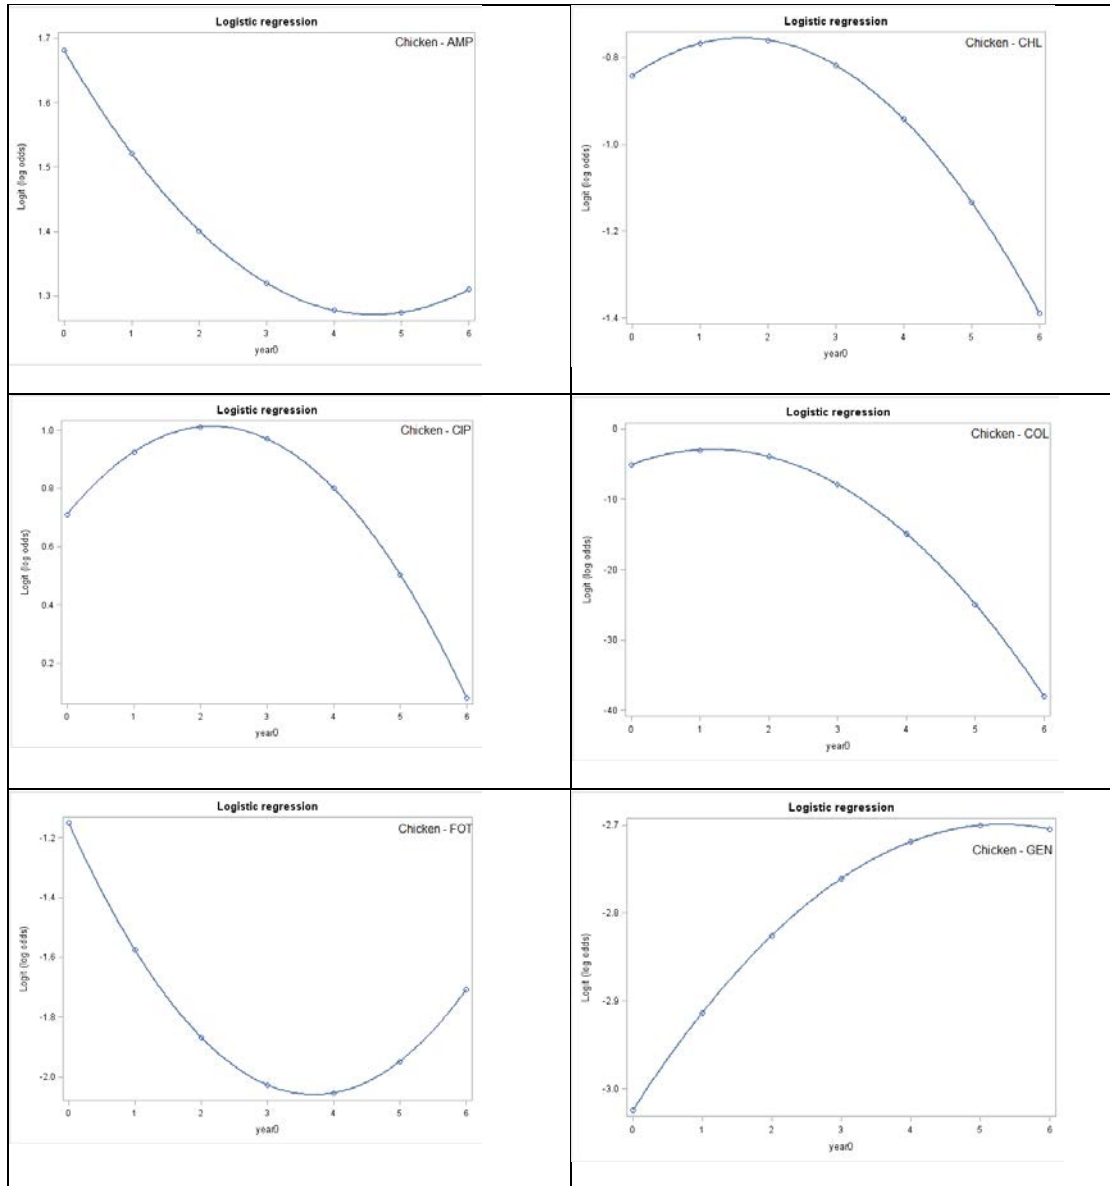 Logistic regression
Chicken - AMP
1.7
1.6
1.5
1.4
1.3
Logit (log odds)
0 1 2 3 4 5 6
year0
Logistic regression
Chicken - CHL
-0.8
-1.0
-1.2
-1.4
Logit (log odds)
0 1 2 3 4 5 6
year0
Logistic regression
Chicken - CIP
1.0
0.8
0.6
0.4
0.2
Logit (log odds)
0 1 2 3 4 5 6
year0
Logistic regression
Chicken - COL
0
-10
-20
-30
-40
Logit (log odds)
0 1 2 3 4 5 6
year0
Logistic regression
Chicken - FOT
-1.2
-1.4
-1.6
-1.8
-2.0
Logit (log odds)
0 1 2 3 4 5 6
year0
Logistic regression
Chicken - GEN
-2.7
-2.8
-2.9
-3.0
Logit (log odds)
0 1 2 3 4 5 6
year0